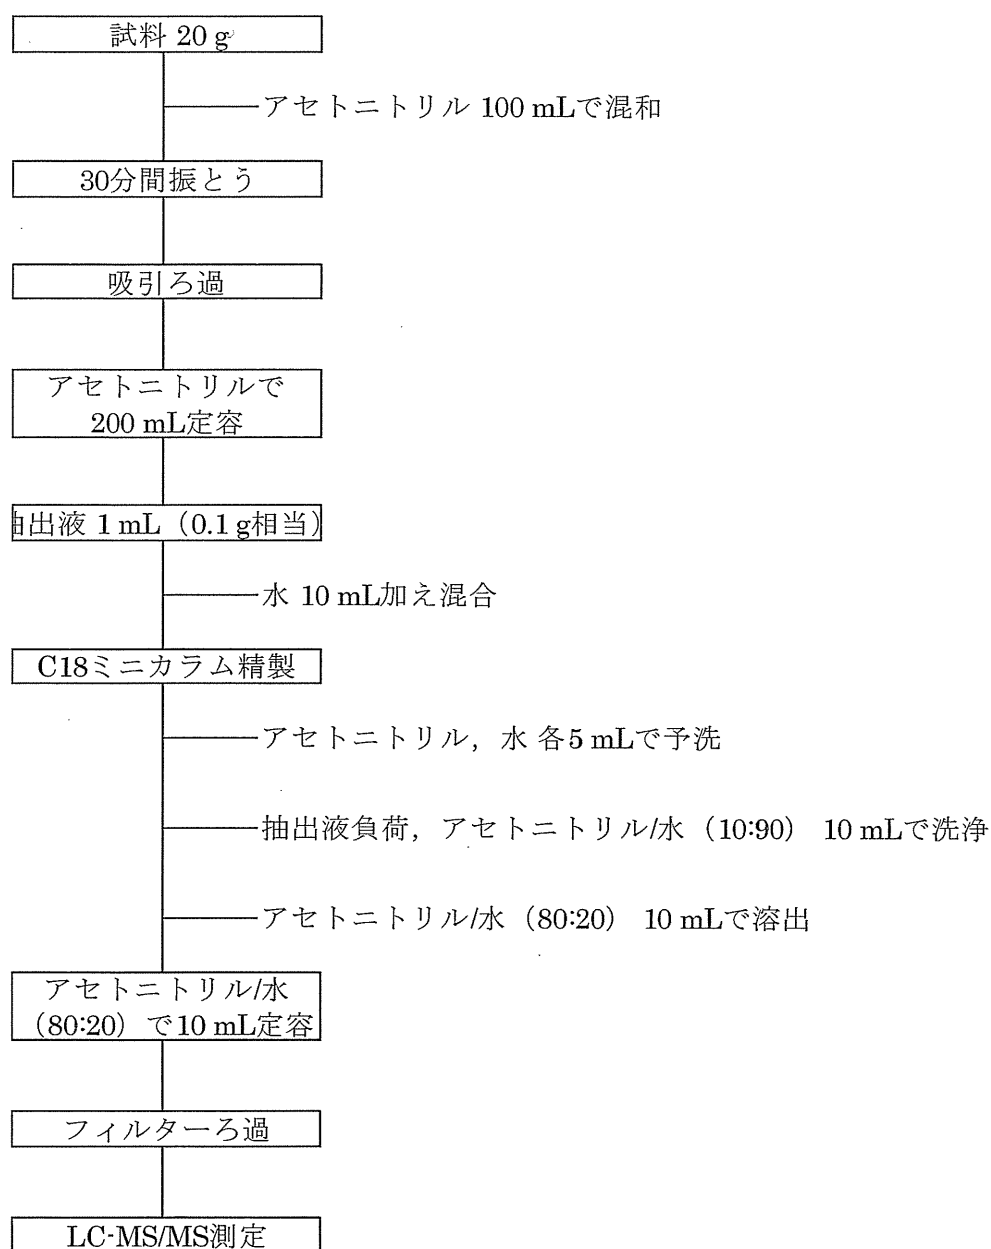 試料 20 g
アセトニトリル 100 mLで混和
30分間振とう
吸引ろ過
アセトニトリルで
200 mL定容
出液 1 mL（0.1 g相当）
水 10 mL加え混合
C18ミニカラム精製
アセトニトリル，水 各5 mLで予洗
抽出液負荷，アセトニトリル/水（10:90） 10 mLで洗浄
アセトニトリル/水（80:20） 10 mLで溶出
アセトニトリル/水
（80:20）で10 mL定容
フィルターろ過
LC-MS/MS測定